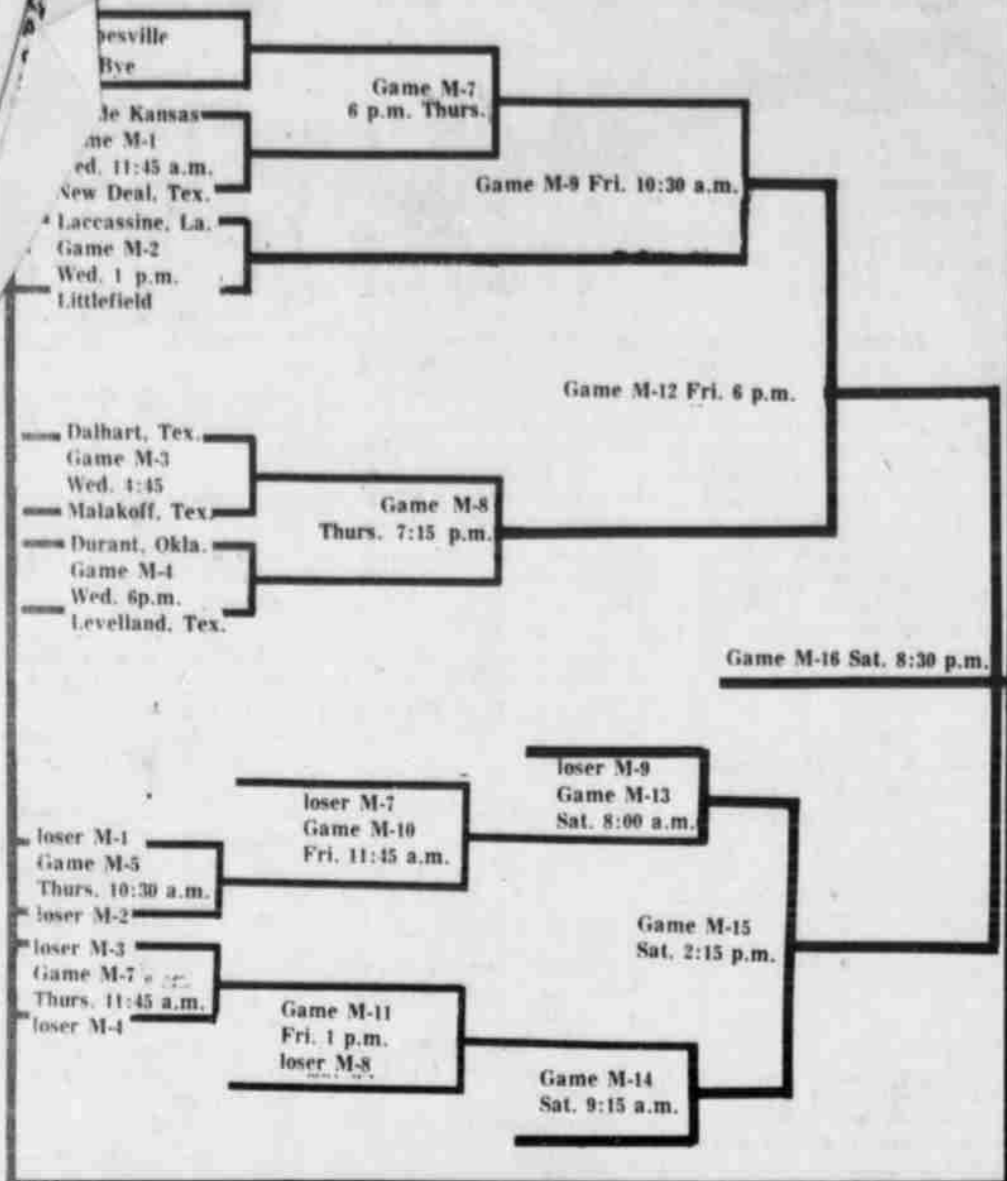 Bye
Game M-7
6 p.m. Thurs.
Kansas
M-1
11:45 a.m.
New Deal, Tex.
Game M-9 Fri. 10:30 a.m.
Laccassine, La.
Game M-2
Wed. 1 p.m.
Littlefield
Game M-12 Fri. 6 p.m.
Dalhart, Tex.
Game M-3
Wed. 4:45
Malakoff, Tex.
Game M-8
Thurs. 7:15 p.m.
Durant, Okla.
Game M-4
Wed. 6p.m.
Levelland, Tex.
Game M-16 Sat. 8:30 p.m.
loser M-9
Game M-13
Sat. 8:00 a.m.
loser M-7
Game M-10
Fri. 11:45 a.m.
loser M-1
Game M-5
Thurs. 10:30 a.m.
loser M-2
Game M-15
Sat. 2:15 p.m.
loser M-3
Game M-7
Thurs. 11:45 a.m.
loser M-4
Game M-11
Fri. 1 p.m.
loser M-8
Game M-14
Sat. 9:15 a.m.